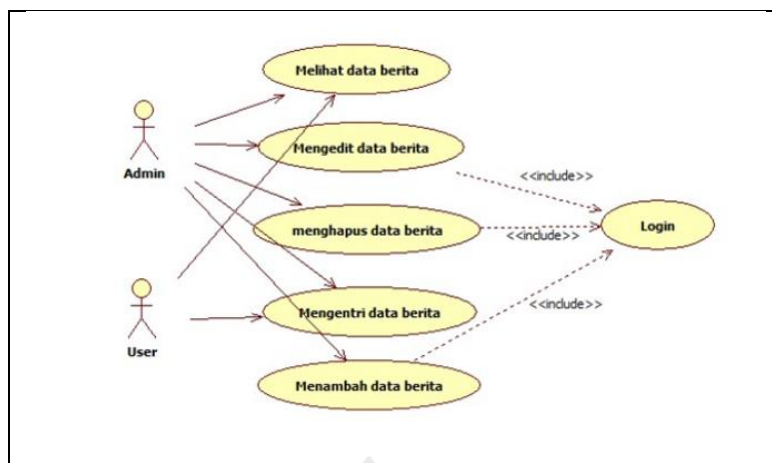 Melihat data berita
Admin
Mengedit data berita
<<include>>
menghapus data berita
<<include>>
Login
User
Mengentri data berita
<<include>>
Menambah data berita